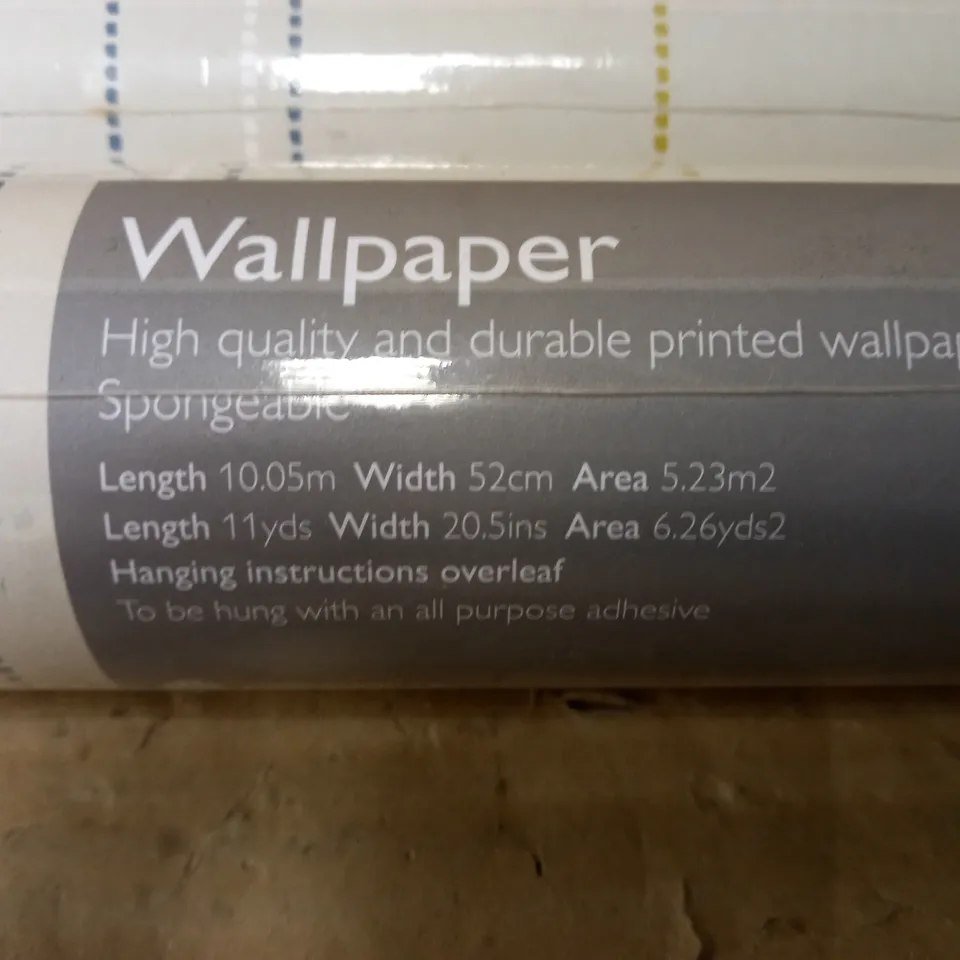 Wallpaper
High quality and durable printed wallpap
Spongeable
Length 10.05m Width 52cm Area 5.23m2
Length 11yds Width 20.5ins Area 6.26yds2
Hanging instructions overleaf
To be hung with an all purpose adhesive